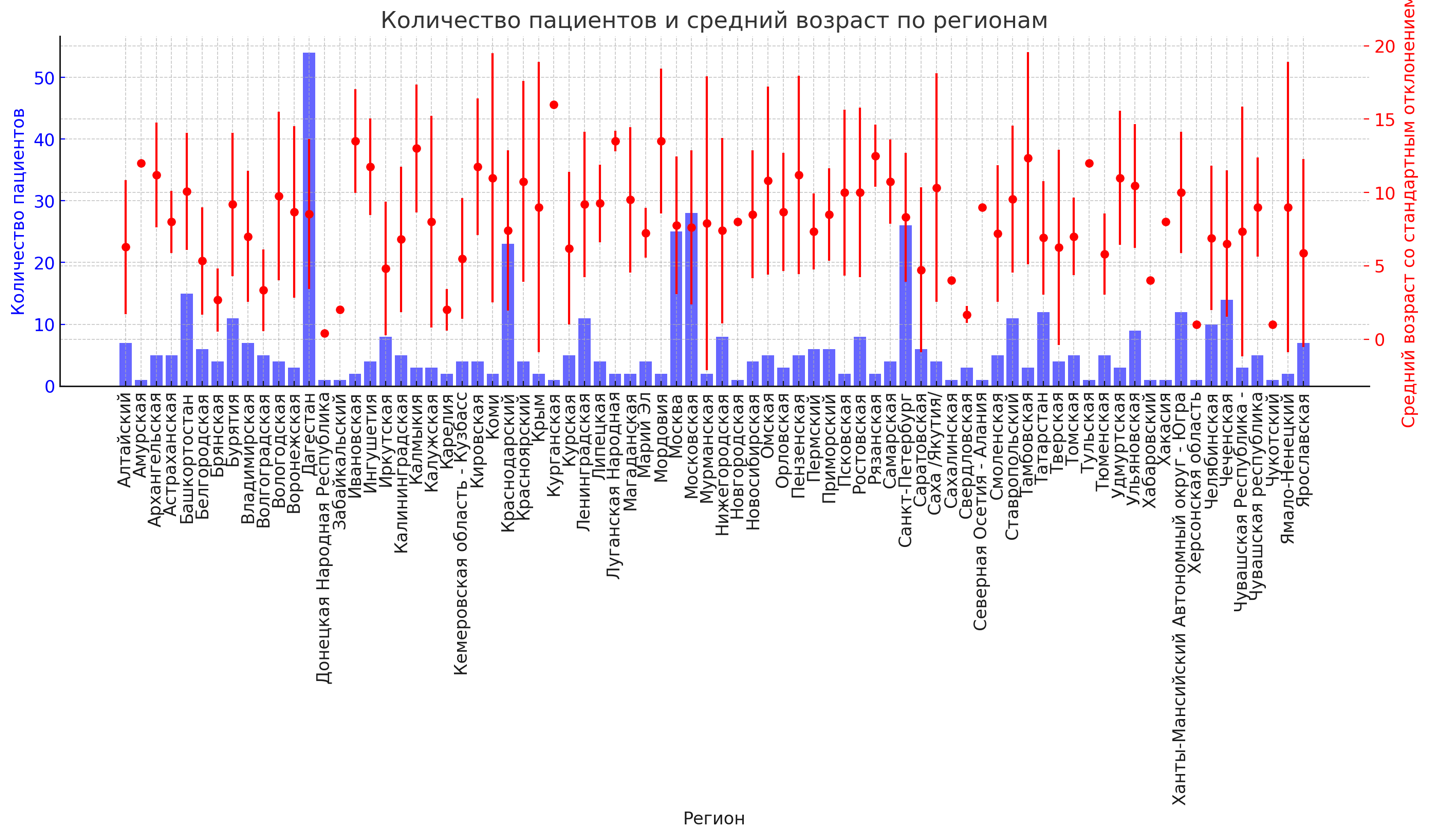 Количество пациентов и средний возраст по регионам
Количество пациентов
50
40
30
20
10
0
Средний возраст со стандартным отклонением
20
15
10
5
0
Алтайский
Амурская
Архангельская
Астраханская
Башкортостан
Белгородская
Брянская
Бурятия
Владимирская
Волгоградская
Вологодская
Воронежская
Дагестан
Донецкая Народная Республика
Забайкальский
Ивановская
Ингушетия
Иркутская
Калининградская
Калмыкия
Калужская
Карелия
Кемеровская область - Кузбасс
Кировская
Коми
Краснодарский
Красноярский
Крым
Курганская
Курская
Ленинградская
Липецкая
Луганская Народная
Магаданская
Марий Эл
Мордовия
Москва
Московская
Мурманская
Нижегородская
Новгородская
Новосибирская
Омская
Орловская
Пензенская
Пермский
Приморский
Псковская
Ростовская
Рязанская
Самарская
Санкт-Петербург
Саратовская
Саха /Якутия/
Сахалинская
Свердловская
Северная Осетия - Алания
Смоленская
Ставропольский
Тамбовская
Татарстан
Тверская
Томская
Тульская
Тюменская
Удмуртская
Ульяновская
Хабаровский
Хакасия
Ханты-Мансийский Автономный округ - Югра
Херсонская область
Челябинская
Чеченская
Чувашская Республика -
Чувашская республика
Чукотский
Ямало-Ненецкий
Ярославская
Регион